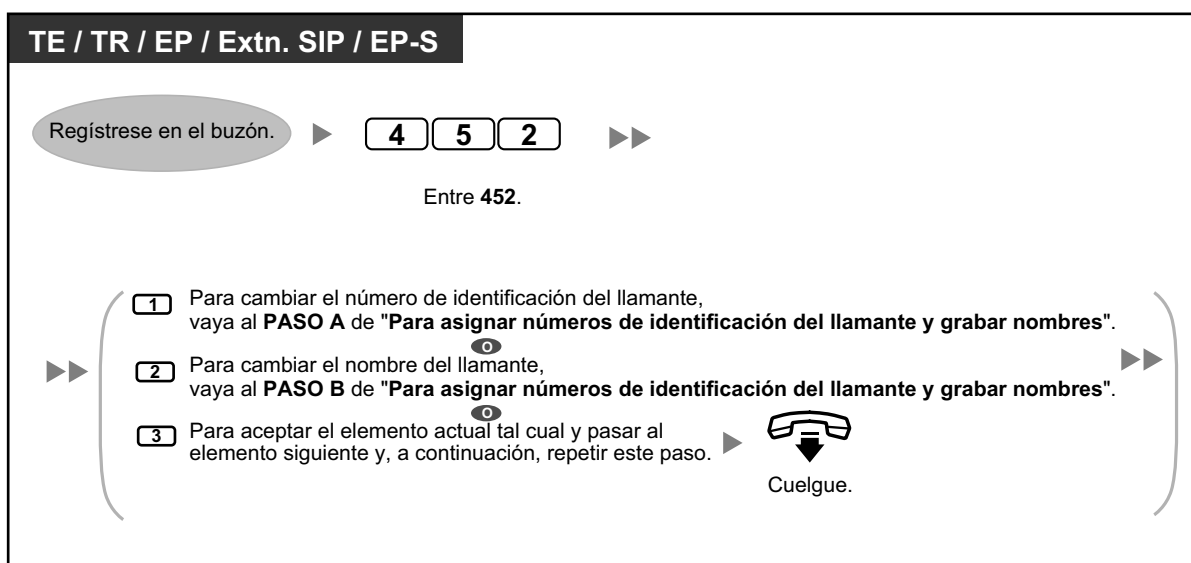 TE / TR / EP / Extn. SIP / EP-S
Regístrese en el buzón.
4 5 2
Entre 452.
1 Para cambiar el número de identificación del llamante,
vaya al PASO A de "Para asignar números de identificación del llamante y grabar nombres".
O
2 Para cambiar el nombre del llamante,
vaya al PASO B de "Para asignar números de identificación del llamante y grabar nombres".
O
3 Para aceptar el elemento actual tal cual y pasar al
elemento siguiente y, a continuación, repetir este paso.
Cuelgue.